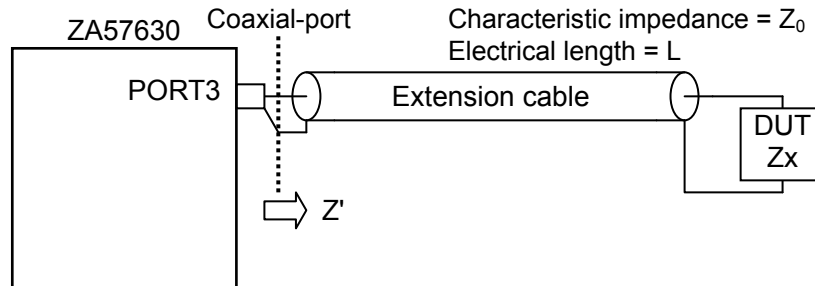 ZA57630
Coaxial-port
Characteristic impedance = Z₀
Electrical length = L
PORT3
Extension cable
DUT
Zx
Z'